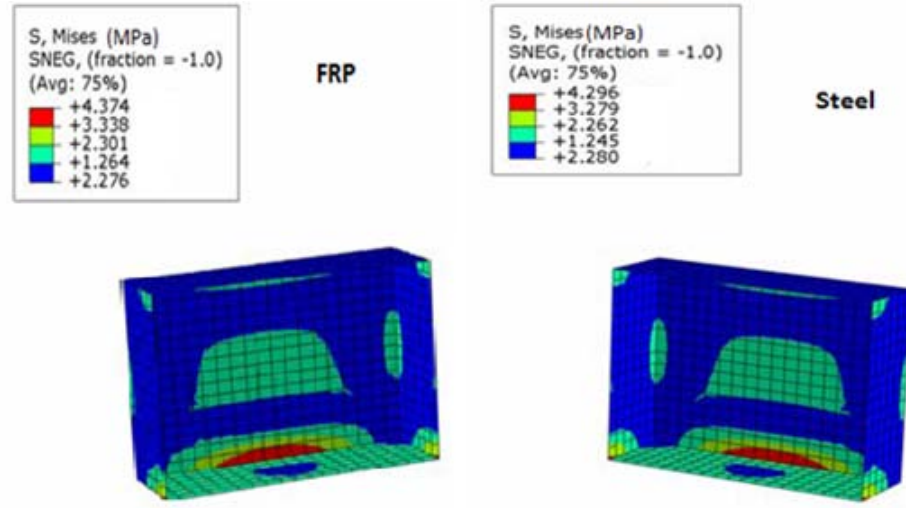 S, Mises (MPa)
SNEG, (fraction = -1.0)
(Avg: 75%)
+4.374
+3.338
+2.301
+1.264
+2.276
FRP
S, Mises(MPa)
SNEG, (fraction = -1.0)
(Avg: 75%)
+4.296
+3.279
+2.262
+1.245
+2.280
Steel